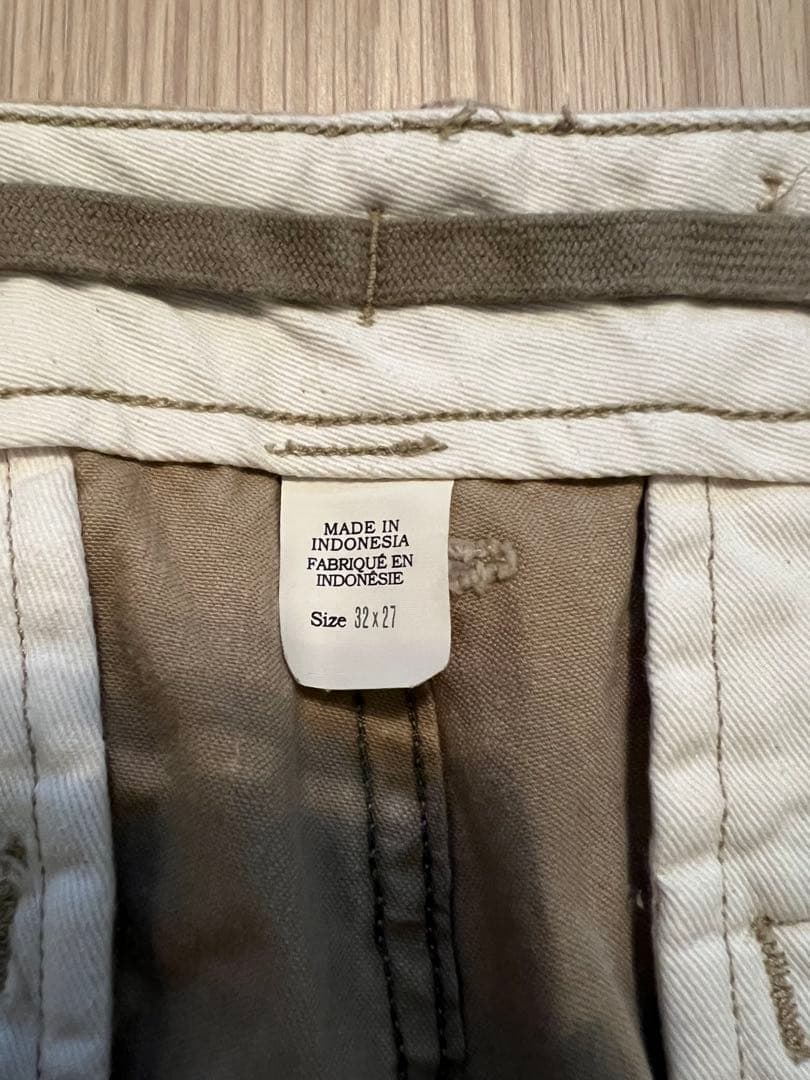 MADE IN
INDONESIA
FABRIQUÉ EN
INDONÉSIE
Size 32x27